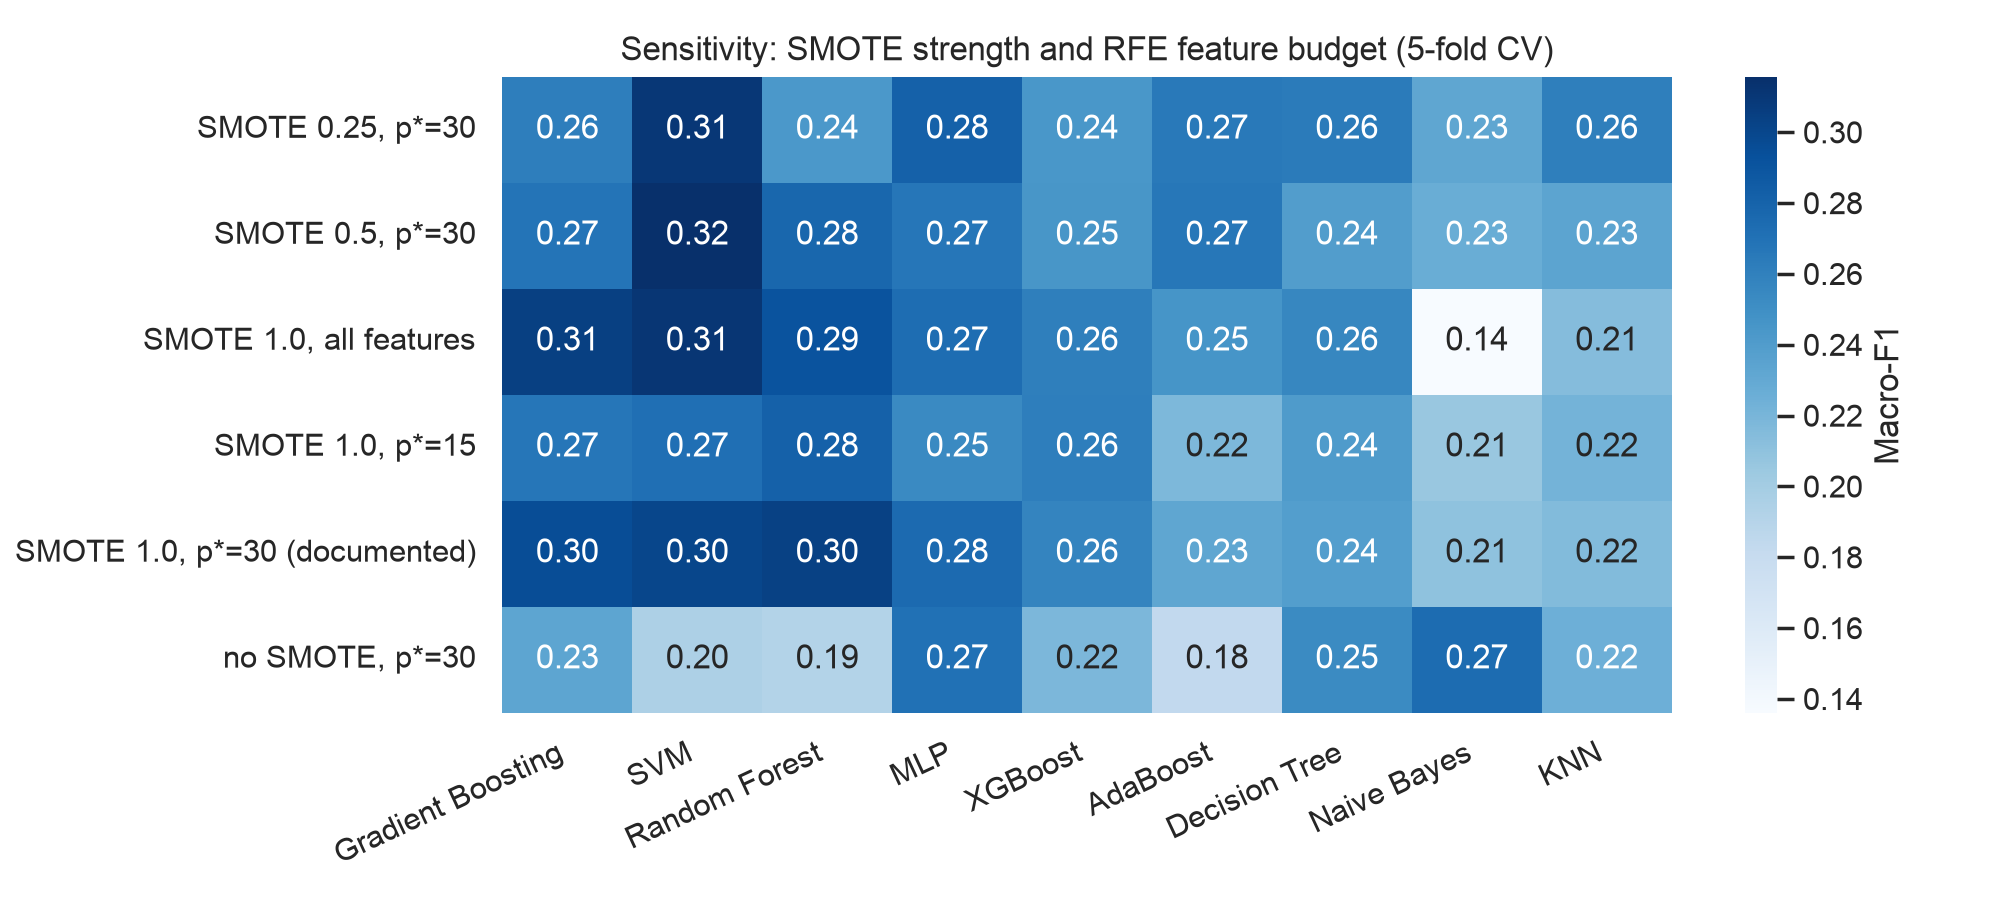 Sensitivity: SMOTE strength and RFE feature budget (5-fold CV)
SMOTE 0.25, p*=30 0.26 0.31 0.24 0.28 0.24 0.27 0.26 0.23 0.26
SMOTE 0.5, p*=30 0.27 0.32 0.28 0.27 0.25 0.27 0.24 0.23 0.23
SMOTE 1.0, all features 0.31 0.31 0.29 0.27 0.26 0.25 0.26 0.14 0.21
SMOTE 1.0, p*=15 0.27 0.27 0.28 0.25 0.26 0.22 0.24 0.21 0.22
SMOTE 1.0, p*=30 (documented) 0.30 0.30 0.30 0.28 0.26 0.23 0.24 0.21 0.22
no SMOTE, p*=30 0.23 0.20 0.19 0.27 0.22 0.18 0.25 0.27 0.22
Gradient Boosting
SVM
Random Forest
MLP
XGBoost
AdaBoost
Decision Tree
Naive Bayes
KNN
0.30
0.28
0.26
0.24
0.22
0.20
0.18
0.16
0.14
Macro-F1